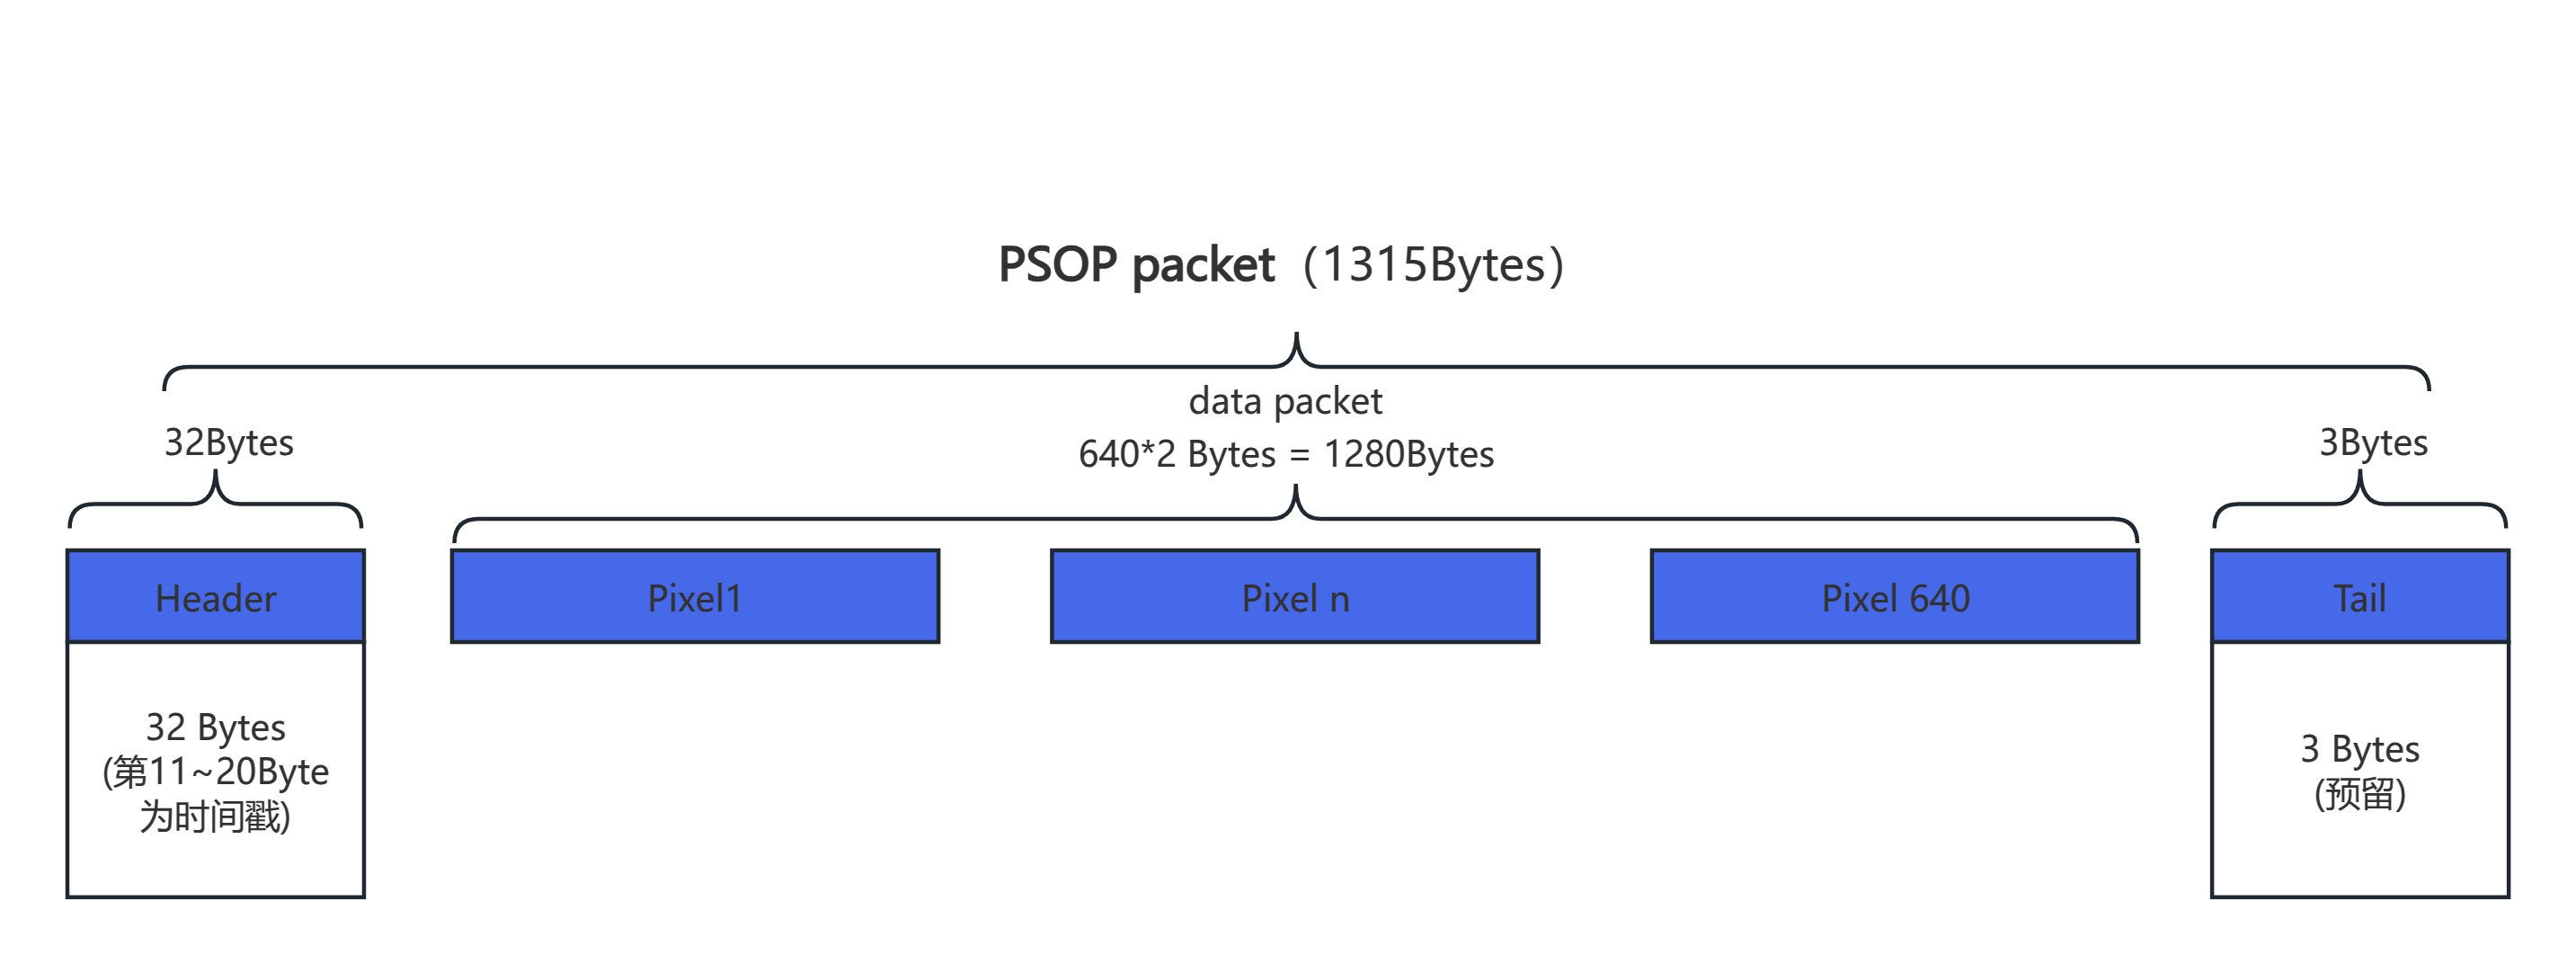 PSOP packet（1315Bytes）
data packet
32Bytes
640*2 Bytes = 1280Bytes
3Bytes
Header
Pixel1
Pixel n
Pixel 640
Tail
32 Bytes
(第11~20Byte
为时间戳)
3 Bytes
(预留)